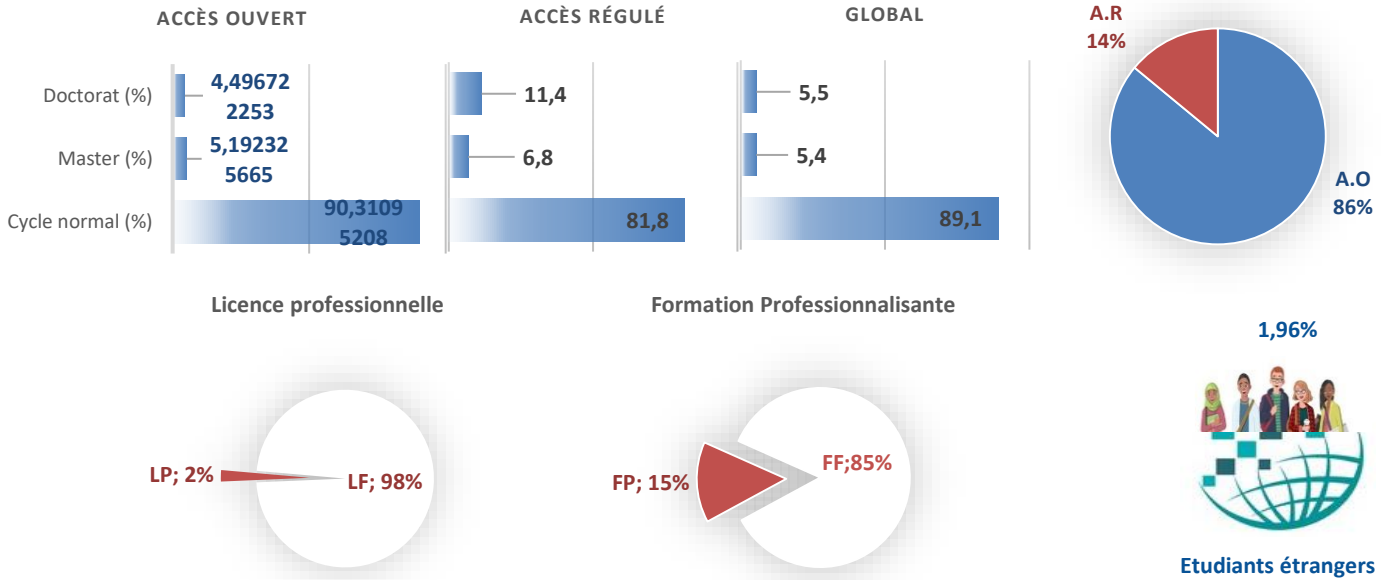 ACCÈS OUVERT
ACCÈS RÉGULÉ
GLOBAL
A.R
14%
Doctorat (%)
4,49672
2253
11,4
5,5
Master (%)
5,19232
5665
6,8
5,4
A.O
86%
Cycle normal (%)
90,3109
5208
81,8
89,1
Licence professionnelle
Formation Professionnalisante
1,96%
LP; 2%
LF; 98%
FP; 15%
FF;85%
Etudiants étrangers